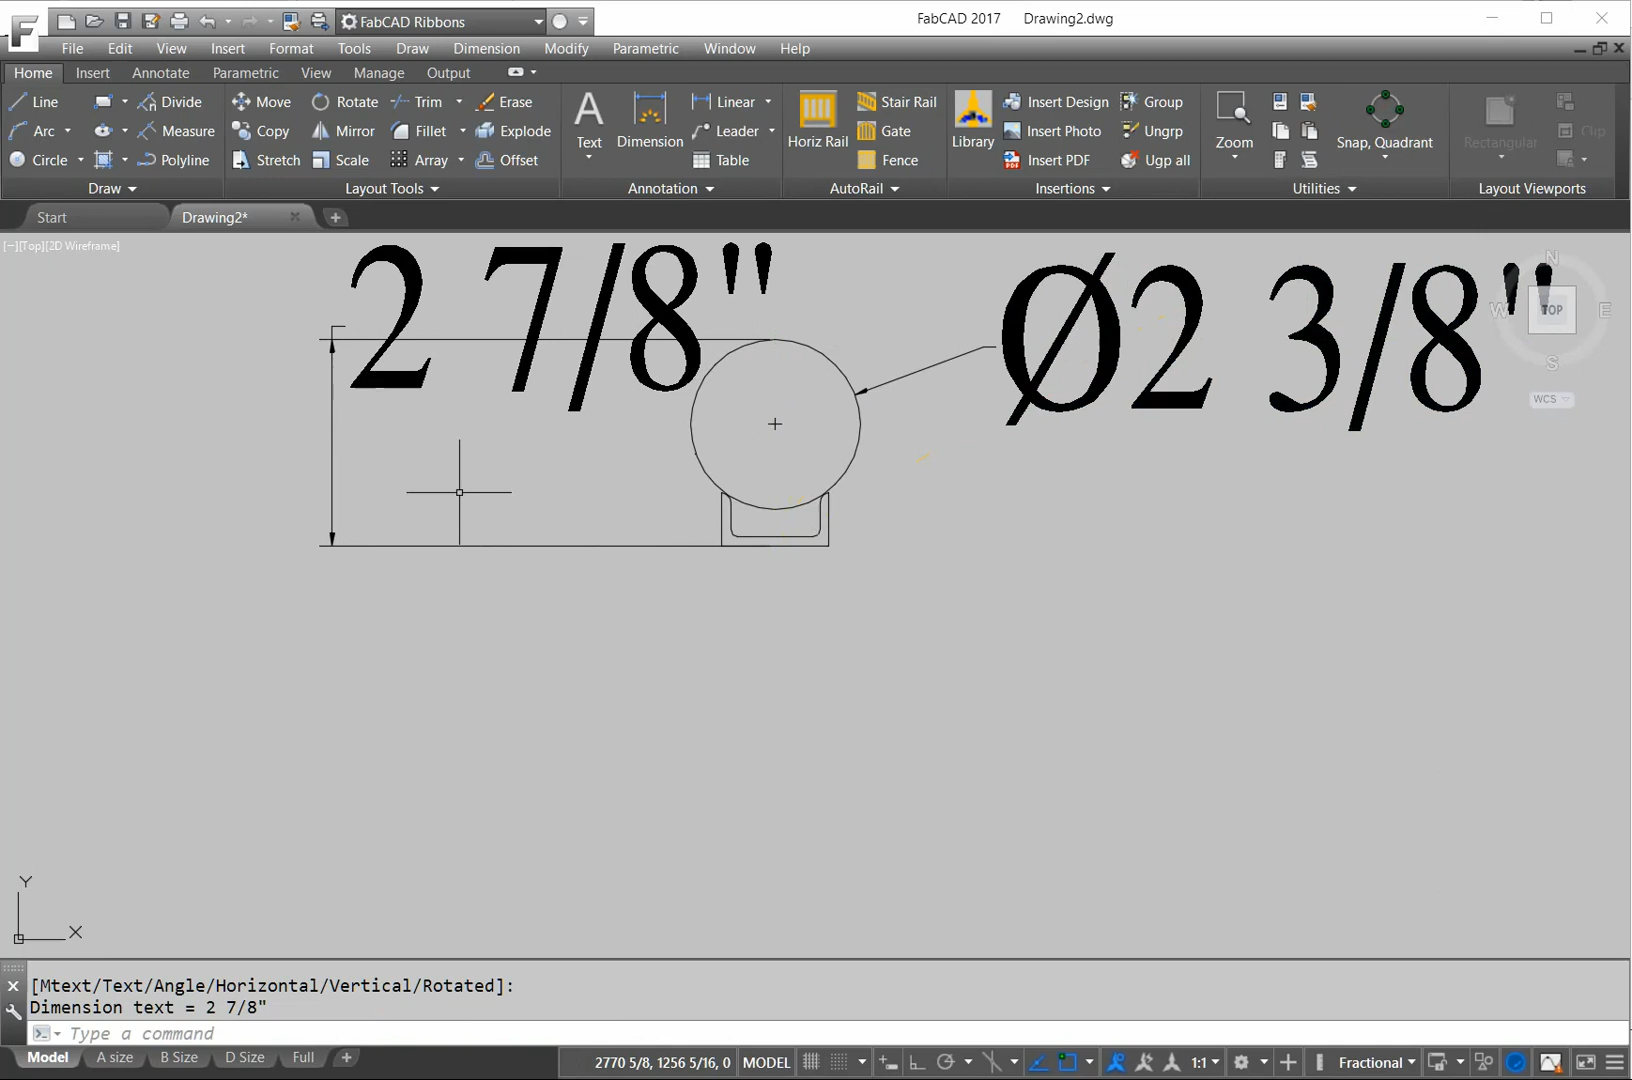 FabCAD Ribbons
FabCAD 2017 Drawing2.dwg
File Edit View Insert Format Tools Draw Dimension Modify Parametric Window Help
Home Insert Annotate Parametric View Manage Output
Line Divide Move Rotate Trim Erase Linear Stair Rail Insert Design Group
Arc Measure Copy Mirror Fillet Explode Text Dimension Leader Horiz Rail Gate Library Insert Photo Ungrp Zoom Snap, Quadrant Rectangular Clip
Circle Polyline Stretch Scale Array Offset Table Fence Insert PDF Ugp all
Draw Layout Tools Annotation AutoRail Insertions Utilities Layout Viewports
Start Drawing2*
[−][Top][2D Wireframe]
2 7/8"
Ø2 3/8"
N
W TOP E
S
WCS
Y
X
[Mtext/Text/Angle/Horizontal/Vertical/Rotated]:
Dimension text = 2 7/8"
Type a command
Model A size B Size D Size Full
2770 5/8, 1256 5/16, 0 MODEL 1:1 Fractional